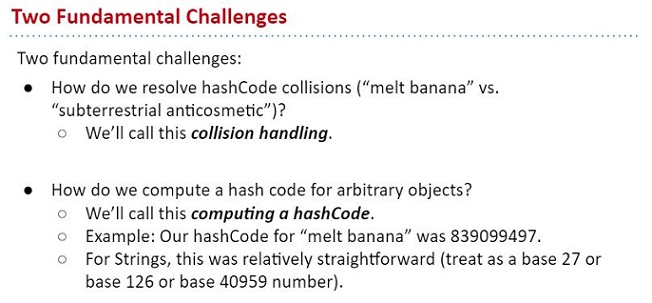 Two Fundamental Challenges
Two fundamental challenges:
● How do we resolve hashCode collisions (“melt banana” vs.
“subterrestrial anticosmetic”)?
○ We’ll call this collision handling.
● How do we compute a hash code for arbitrary objects?
○ We’ll call this computing a hashCode.
○ Example: Our hashCode for “melt banana” was 839099497.
○ For Strings, this was relatively straightforward (treat as a base 27 or
base 126 or base 40959 number).